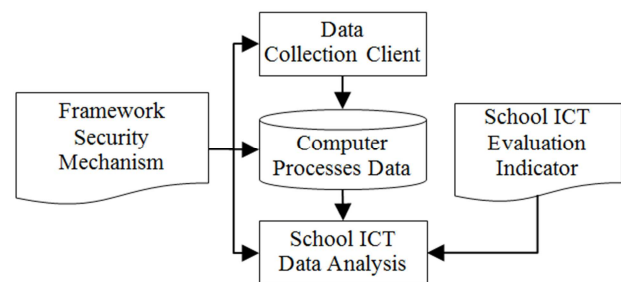 Data
Collection Client
Framework
Security
Mechanism
Computer
Processes Data
School ICT
Evaluation
Indicator
School ICT
Data Analysis